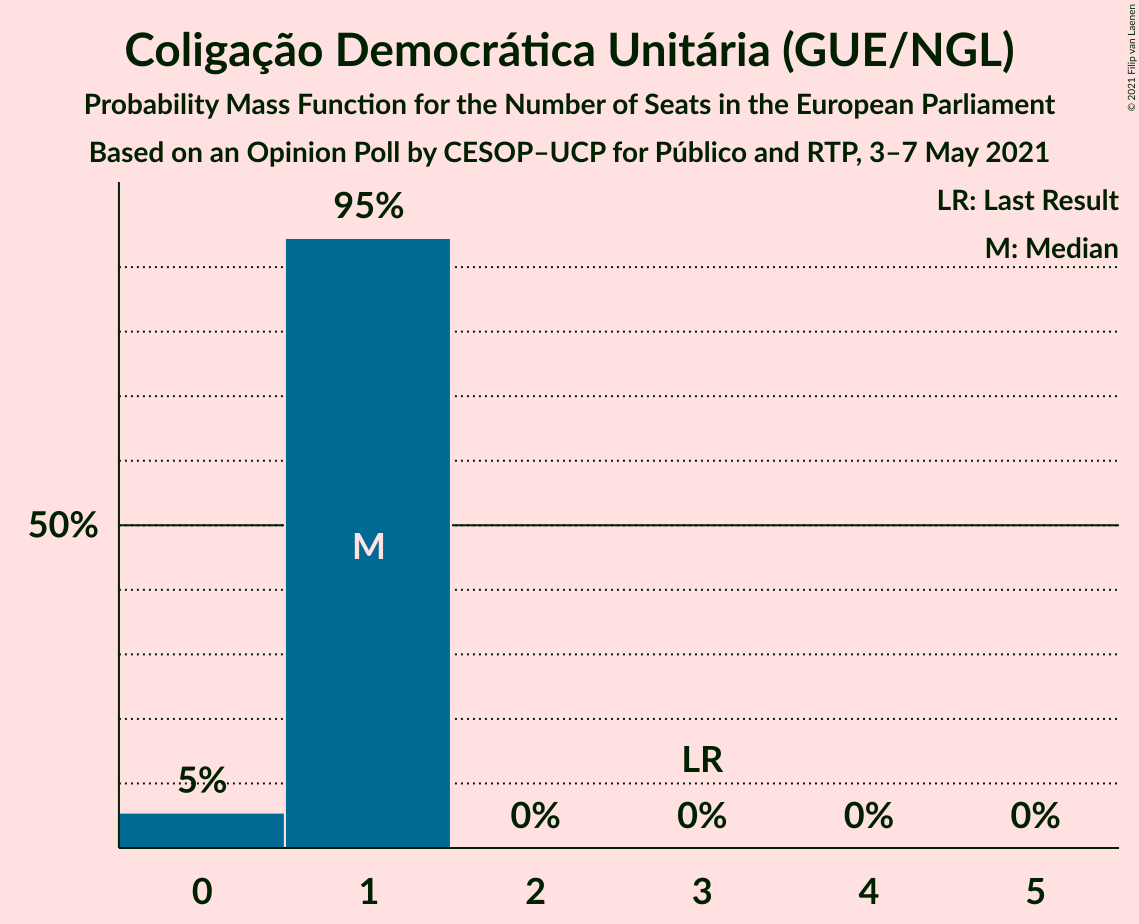 Coligação Democrática Unitária (GUE/NGL)
Probability Mass Function for the Number of Seats in the European Parliament
Based on an Opinion Poll by CESOP–UCP for Público and RTP, 3–7 May 2021
© 2021 Filip van Laenen
LR: Last Result
M: Median
95%
50%
M
LR
5%
0%
0%
0%
0%
0
1
2
3
4
5